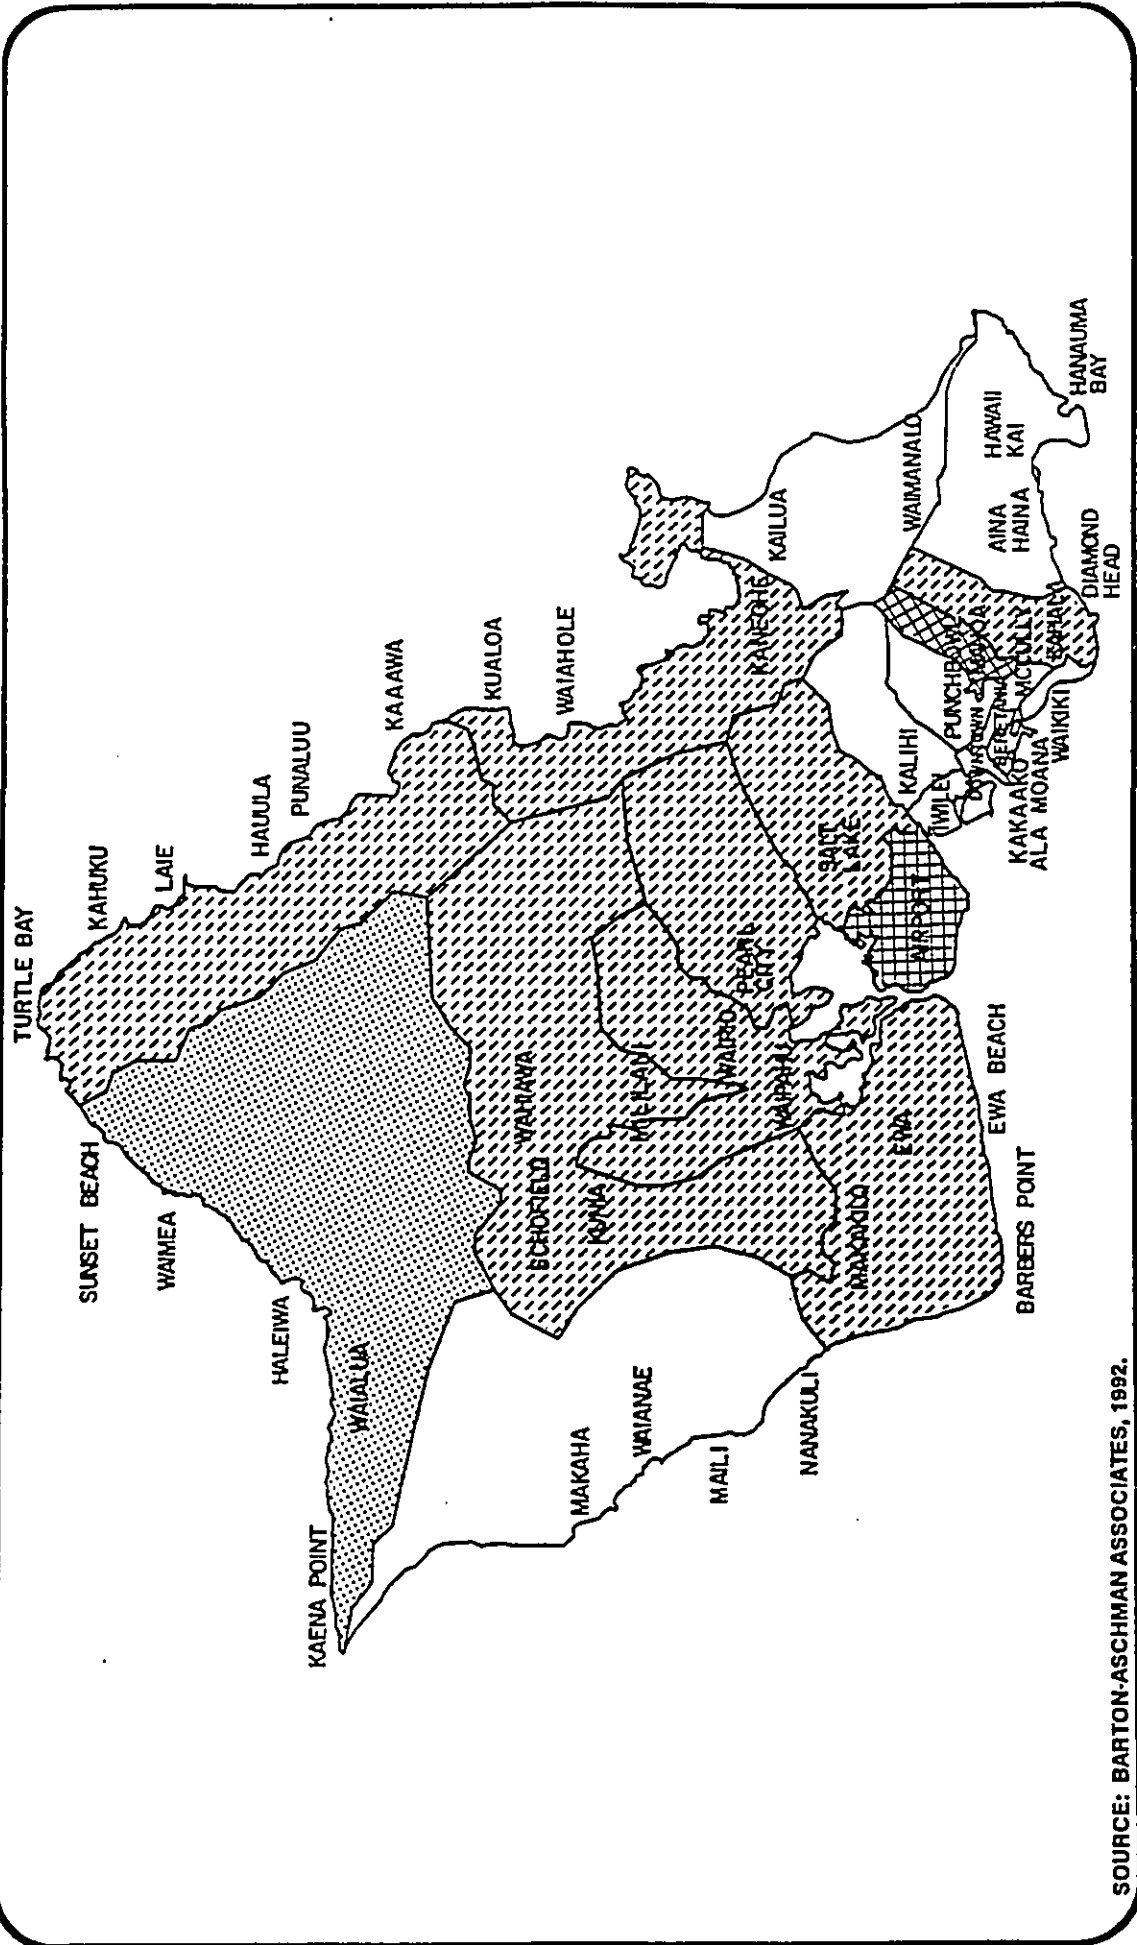 TURTLE BAY
KAHUKU
LAIE
HAUULA
PUNALUU
KAAAWA
KUALOA
WAIAHOLE
SUNSET BEACH
WAIMEA
HALEIWA
WAIALUA
KAENA POINT
MAKAHA
WAIANAE
MAILI
NANAKULI
SCHOFIELD
WAHIAWA
KUNIA
MILILANI
WAIPIO
WAIPAHU
PEARL
CITY
MAKAKILO
EWA
EWA BEACH
BARBERS POINT
SALT
LAKE
AIRPORT
KANEOHE
KAILUA
WAIMANALO
KALIHI
IWILEI
PUNCHBOWL
DOWNTOWN
MANOA
BERETANIA
MCCULLY
KAKAAKO
ALA MOANA
WAIKIKI
AINA
HAINA
HAWAII
KAI
DIAMOND
HEAD
HANAUMA
BAY
SOURCE: BARTON-ASCHMAN ASSOCIATES, 1992.